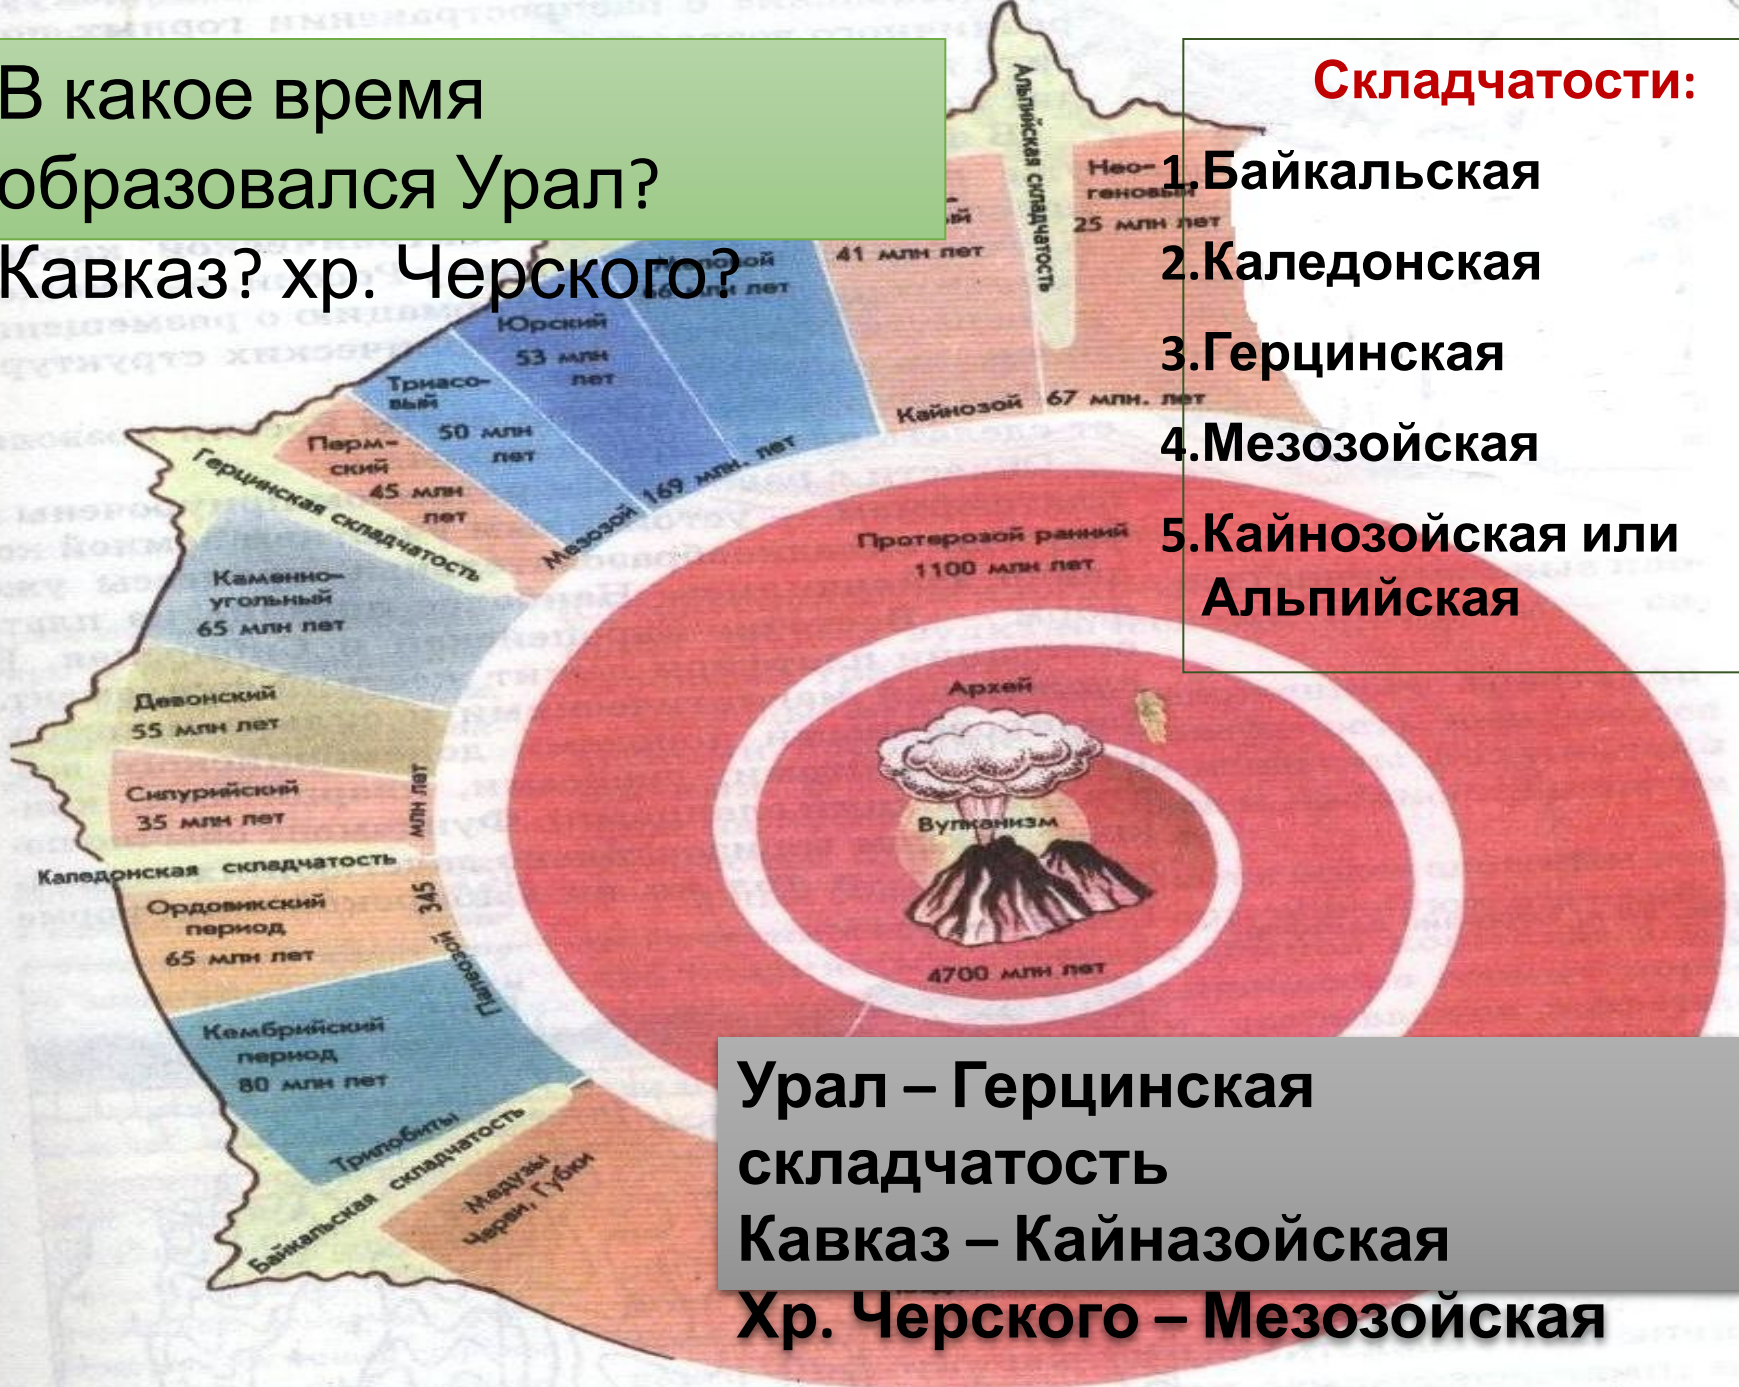 В какое время
образовался Урал?
Кавказ? хр. Черского?
Складчатости:
1.Байкальская
2.Каледонская
3.Герцинская
4.Мезозойская
5.Кайнозойская или
Альпийская
Альпийская складчатость
Нео-
геновый
25 млн лет
41 млн лет
Кайнозой 67 млн. лет
лет
Юрский
53 млн
лет
Триасо-
вый
50 млн
лет
Мезозой 169 млн. лет
Перм-
ский
45 млн
лет
Герцинская складчатость
Каменно-
угольный
65 млн лет
Девонский
55 млн лет
Силурийский
35 млн лет
Каледонская складчатость
Ордовикский
период
65 млн лет
Палеозой 345 млн лет
Кембрийский
период
80 млн лет
Трилобиты
Байкальская складчатость
Медузы
Черви, Губки
Протерозой ранний
1100 млн лет
Архей
Вулканизм
4700 млн лет
Урал – Герцинская
складчатость
Кавказ – Кайназойская
Хр. Черского – Мезозойская